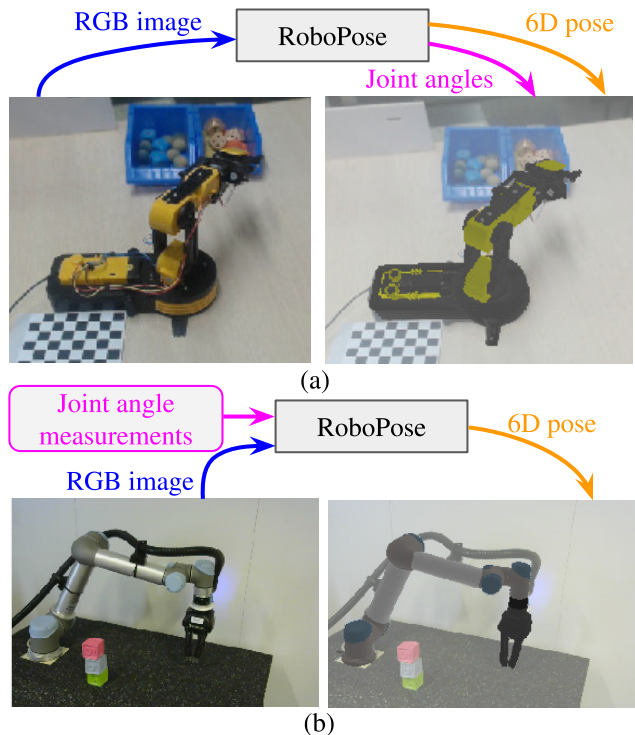 RGB image
RoboPose
6D pose
Joint angles
(a)
Joint angle
measurements
RoboPose
6D pose
RGB image
(b)